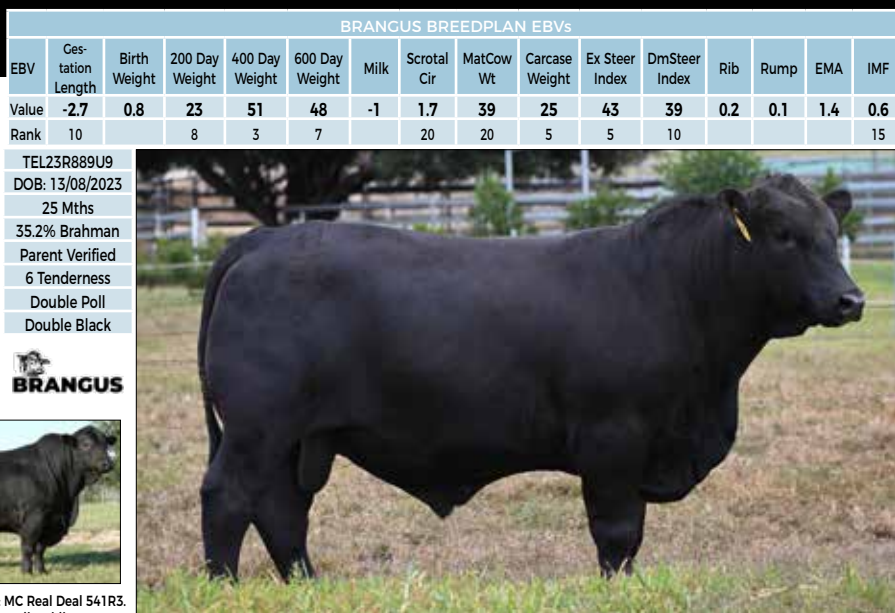 BRANGUS BREEDPLAN EBVs
EBV Ges-tation Length Birth Weight 200 Day Weight 400 Day Weight 600 Day Weight Milk Scrotal Cir MatCow Wt Carcase Weight Ex Steer Index DmSteer Index Rib Rump EMA IMF
Value -2.7 0.8 23 51 48 -1 1.7 39 25 43 39 0.2 0.1 1.4 0.6
Rank 10 8 3 7 20 20 5 5 10 15
TEL23R889U9
DOB: 13/08/2023
25 Mths
35.2% Brahman
Parent Verified
6 Tenderness
Double Poll
Double Black
BRANGUS
MC Real Deal 541R3.